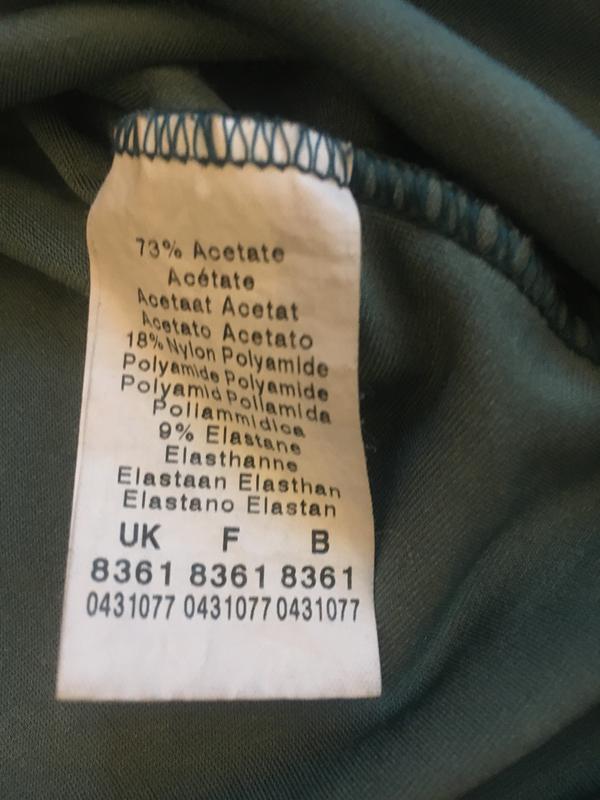 73% Acetate
Acétate
Acetaat Acetat
Acetato Acetato
18% Nylon Polyamide
Polyamide Polyamide
Polyamid Poliamida
Poliammidica
9% Elastane
Elasthanne
Elastaan Elasthan
Elastano Elastan
UK F B
8361 8361 8361
0431077 0431077 0431077